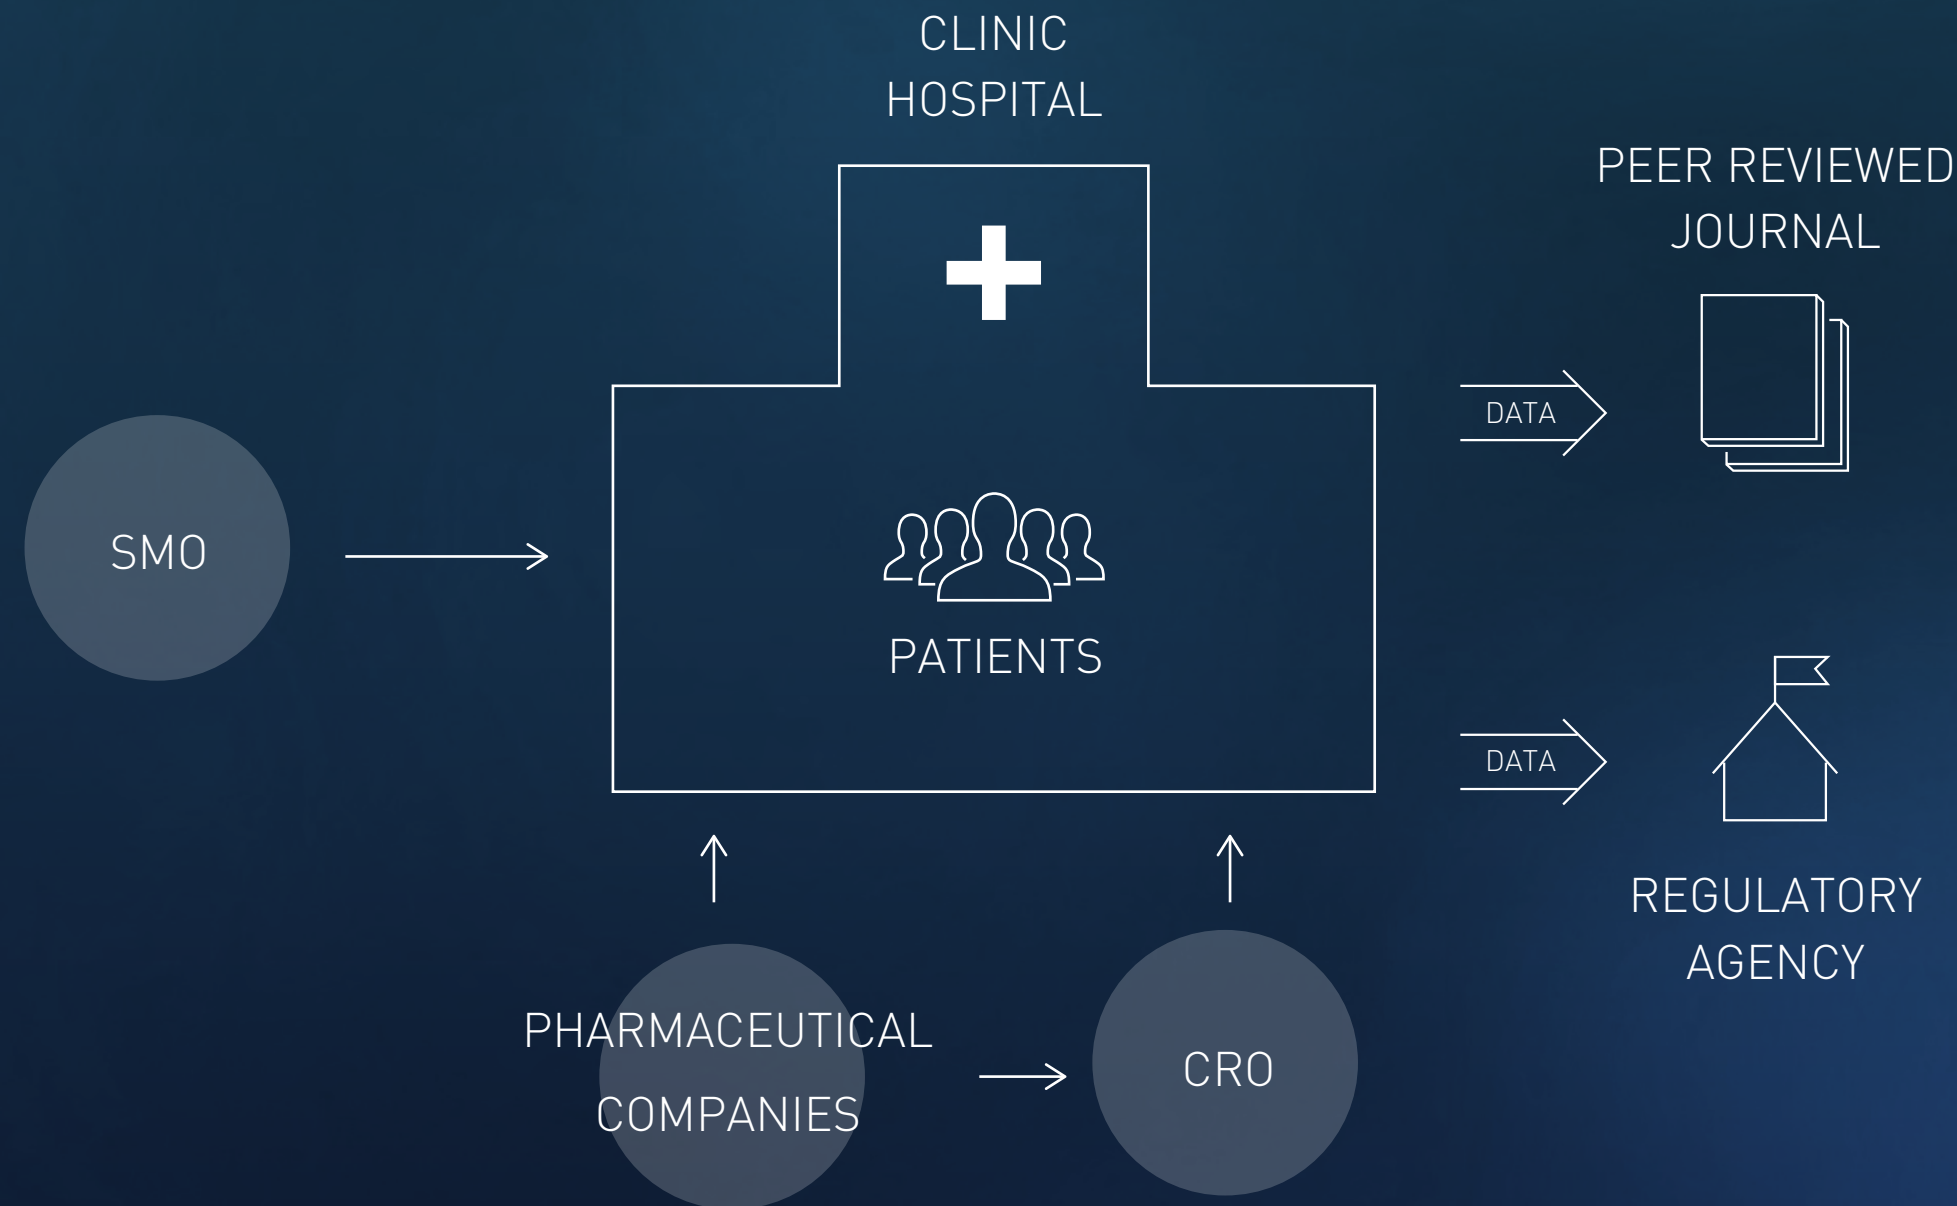 CLINIC
HOSPITAL
PEER REVIEWED
JOURNAL
DATA
SMO
PATIENTS
DATA
REGULATORY
AGENCY
PHARMACEUTICAL
COMPANIES
CRO